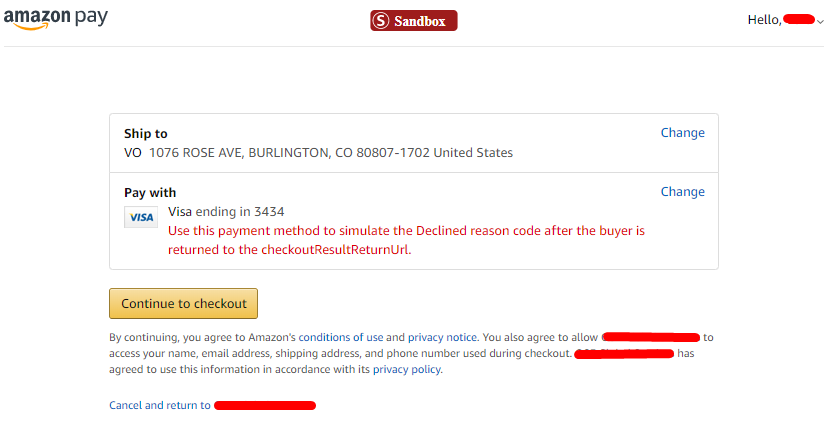 amazon pay
S Sandbox
Hello,
Ship to
Change
VO 1076 ROSE AVE, BURLINGTON, CO 80807-1702 United States
Pay with
Change
VISA
Visa ending in 3434
Use this payment method to simulate the Declined reason code after the buyer is
returned to the checkoutResultReturnUrl.
Continue to checkout
By continuing, you agree to Amazon's conditions of use and privacy notice. You also agree to allow to
access your name, email address, shipping address, and phone number used during checkout. has
agreed to use this information in accordance with its privacy policy.
Cancel and return to